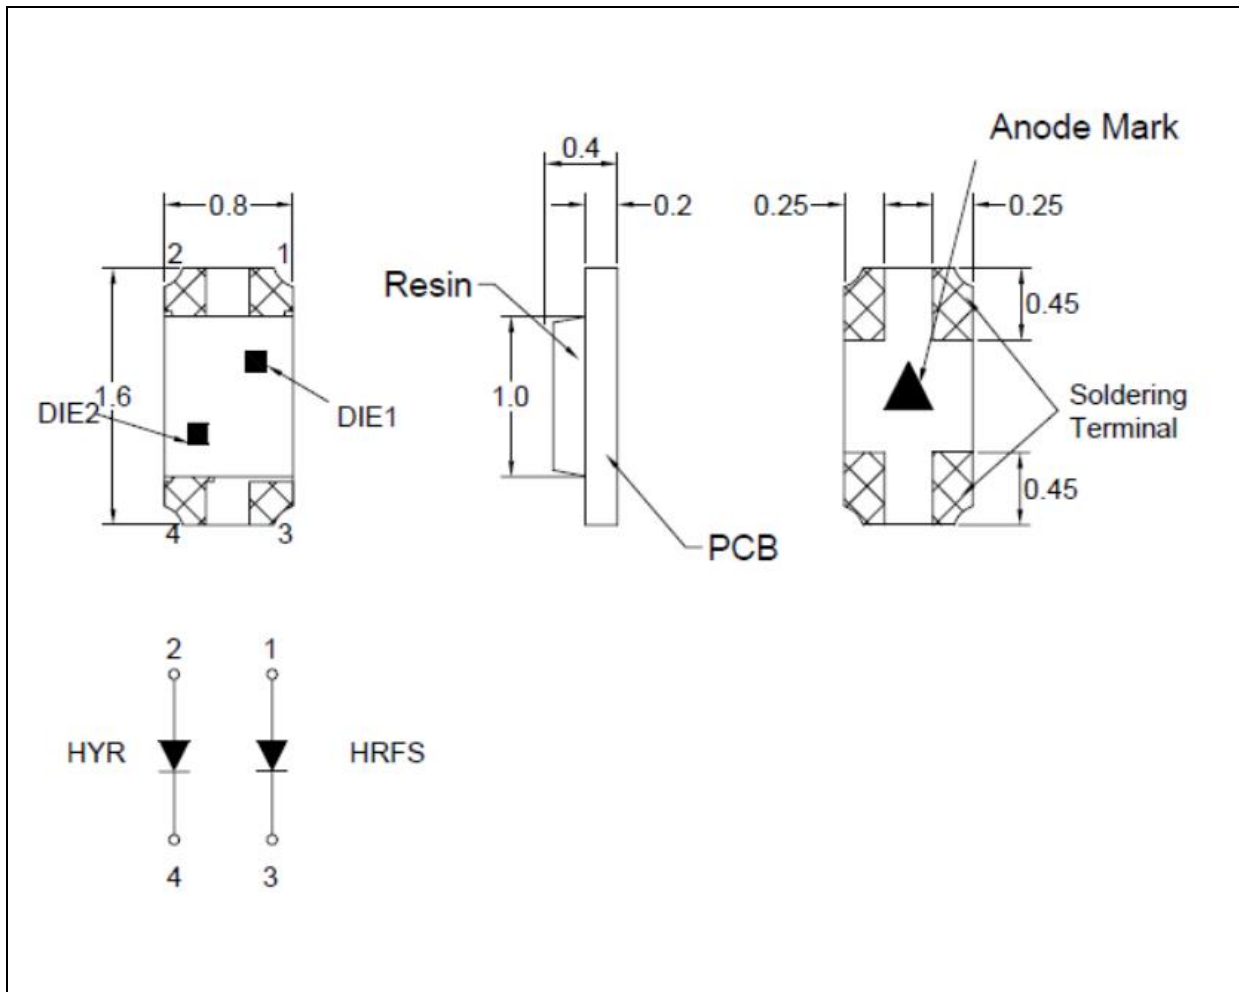 Anode Mark
0.4
0.8
0.2
0.25
0.25
2
1
Resin
0.45
1.6
1.0
DIE2
DIE1
Soldering
Terminal
0.45
4
3
PCB
2
1
HYR
HRFS
4
3